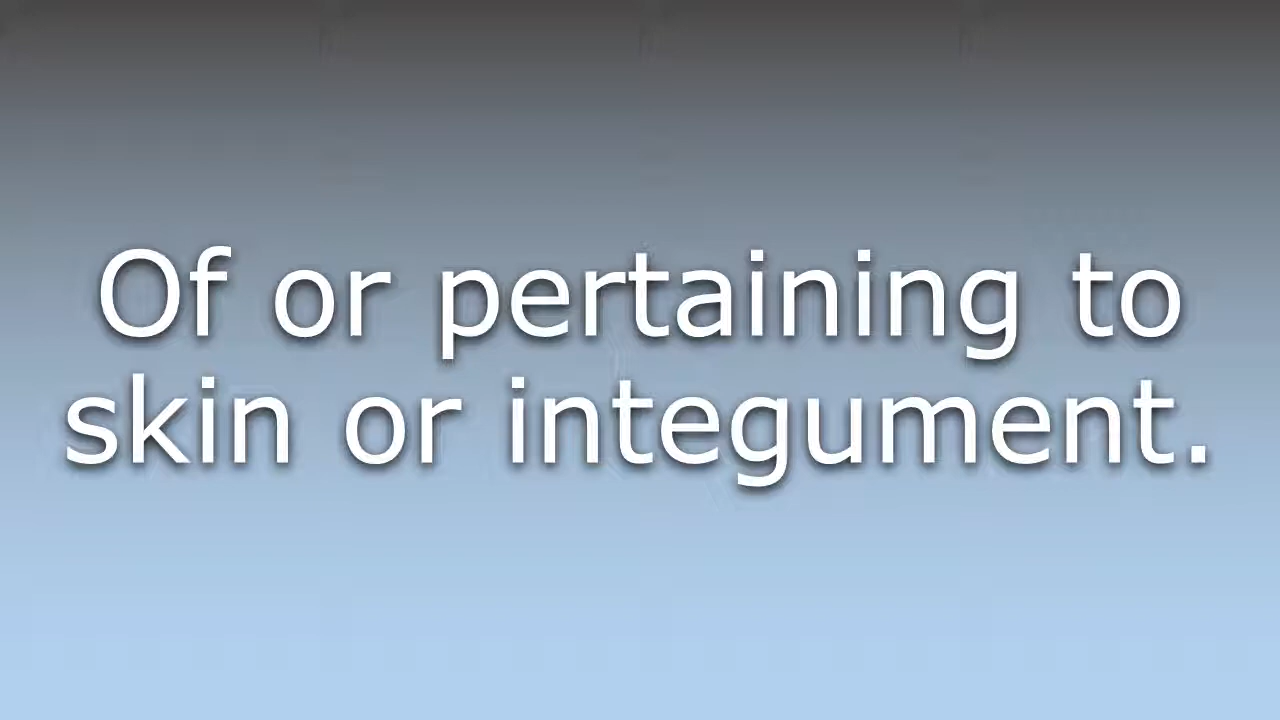 Of or pertaining to
skin or integument.